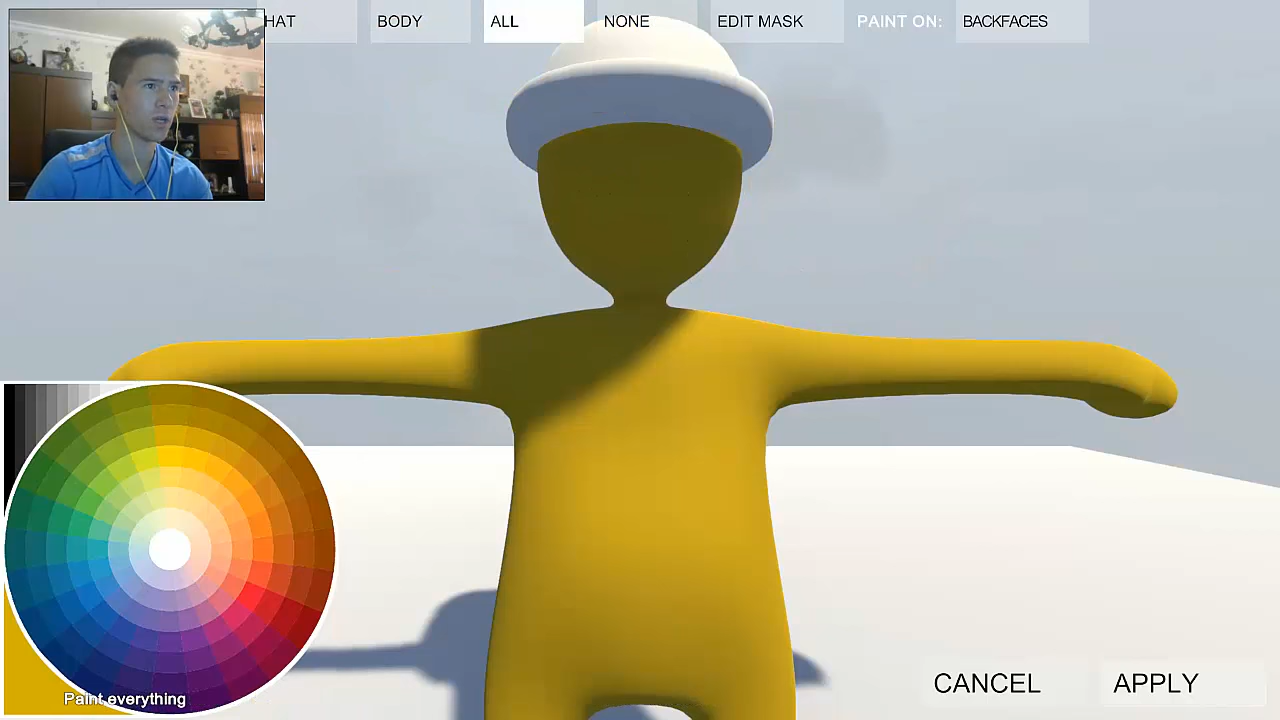 HAT
BODY
ALL
NONE
EDIT MASK
PAINT ON:
BACKFACES
Paint everything
CANCEL
APPLY